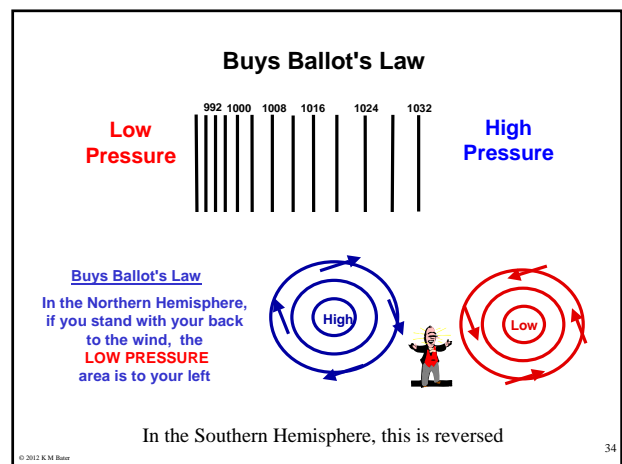 Buys Ballot's Law
992 1000 1008 1016 1024 1032
Low
Pressure
High
Pressure
Buys Ballot's Law
In the Northern Hemisphere,
if you stand with your back
to the wind, the
LOW PRESSURE
area is to your left
High
Low
In the Southern Hemisphere, this is reversed
© 2012 K M Bater
34